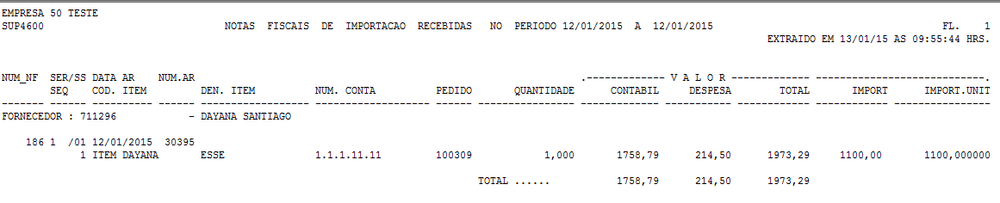 EMPRESA 50 TESTE
SUP4600 NOTAS FISCAIS DE IMPORTACAO RECEBIDAS NO PERIODO 12/01/2015 A 12/01/2015 FL. 1
EXTRAIDO EM 13/01/15 AS 09:55:44 HRS.
NUM_NF SER/SS DATA AR NUM.AR .------------- V A L O R ------------- ----------------------------.
SEQ COD. ITEM DEN. ITEM NUM. CONTA PEDIDO QUANTIDADE CONTABIL DESPESA TOTAL IMPORT IMPORT.UNIT
------- ------ ---------- ------ ------------------ ------------------- ------ ---------------- ------------- ---------- ------------ ----------- ----------------
FORNECEDOR : 711296 - DAYANA SANTIAGO
186 1 /01 12/01/2015 30395
1 ITEM DAYANA ESSE 1.1.1.11.11 100309 1,000 1758,79 214,50 1973,29 1100,00 1100,000000
TOTAL ...... 1758,79 214,50 1973,29